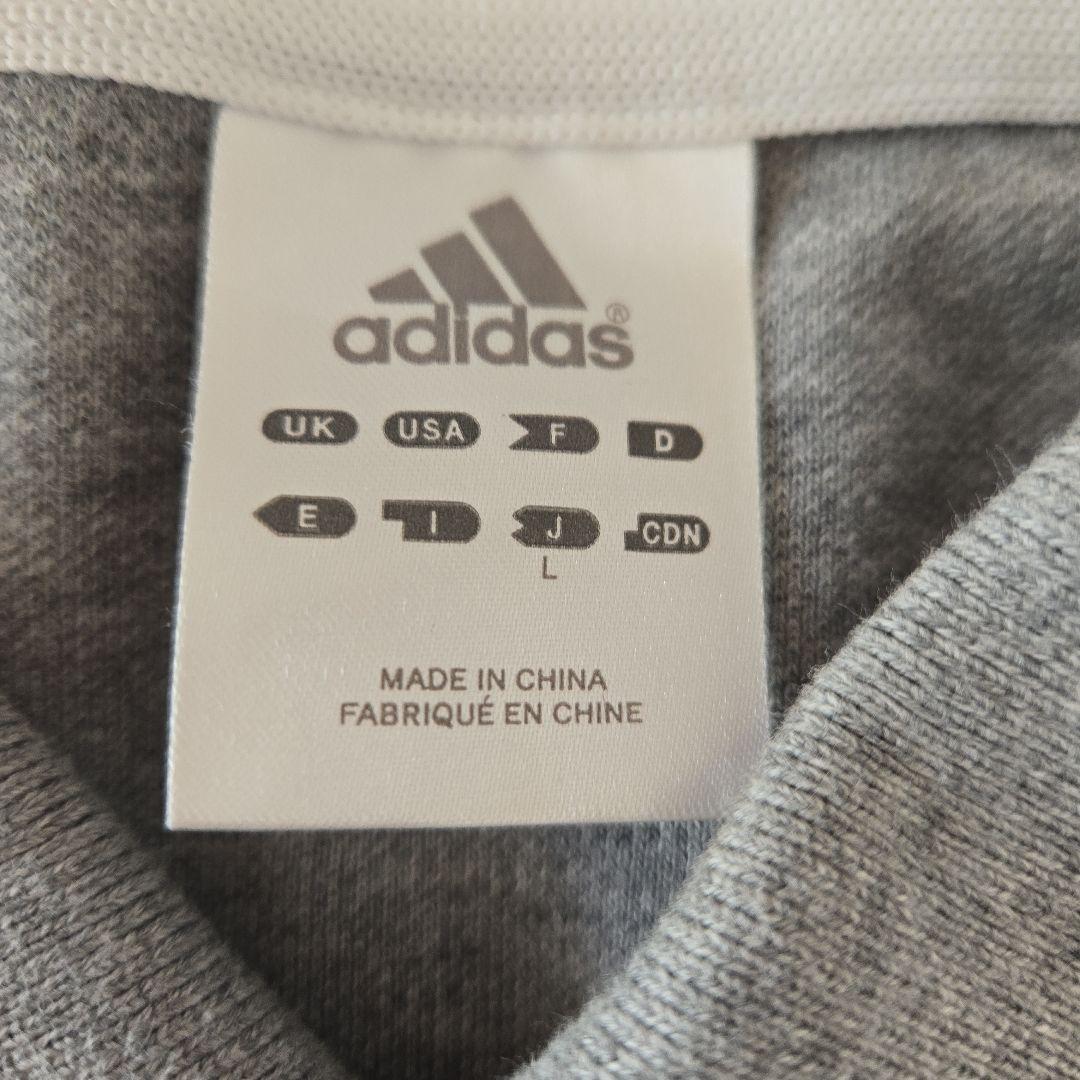 adidas®
UK USA F D
E I J CDN
L
MADE IN CHINA
FABRIQUÉ EN CHINE